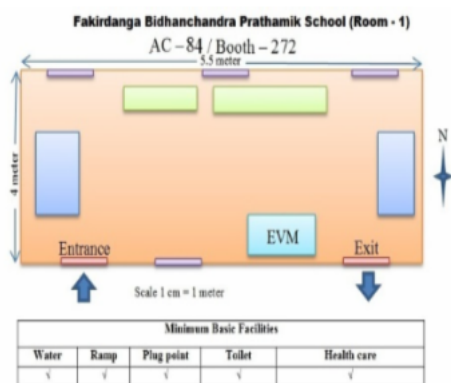 Fakirdanga Bidhanchandra Prathamik School (Room - 1)
AC – 84 / Booth – 272
5.5 meter
4 meter
N
EVM
Entrance
Exit
Scale 1 cm = 1 meter
Minimum Basic Facilities
Water Ramp Plug point Toilet Health care
√ √ √ √ √